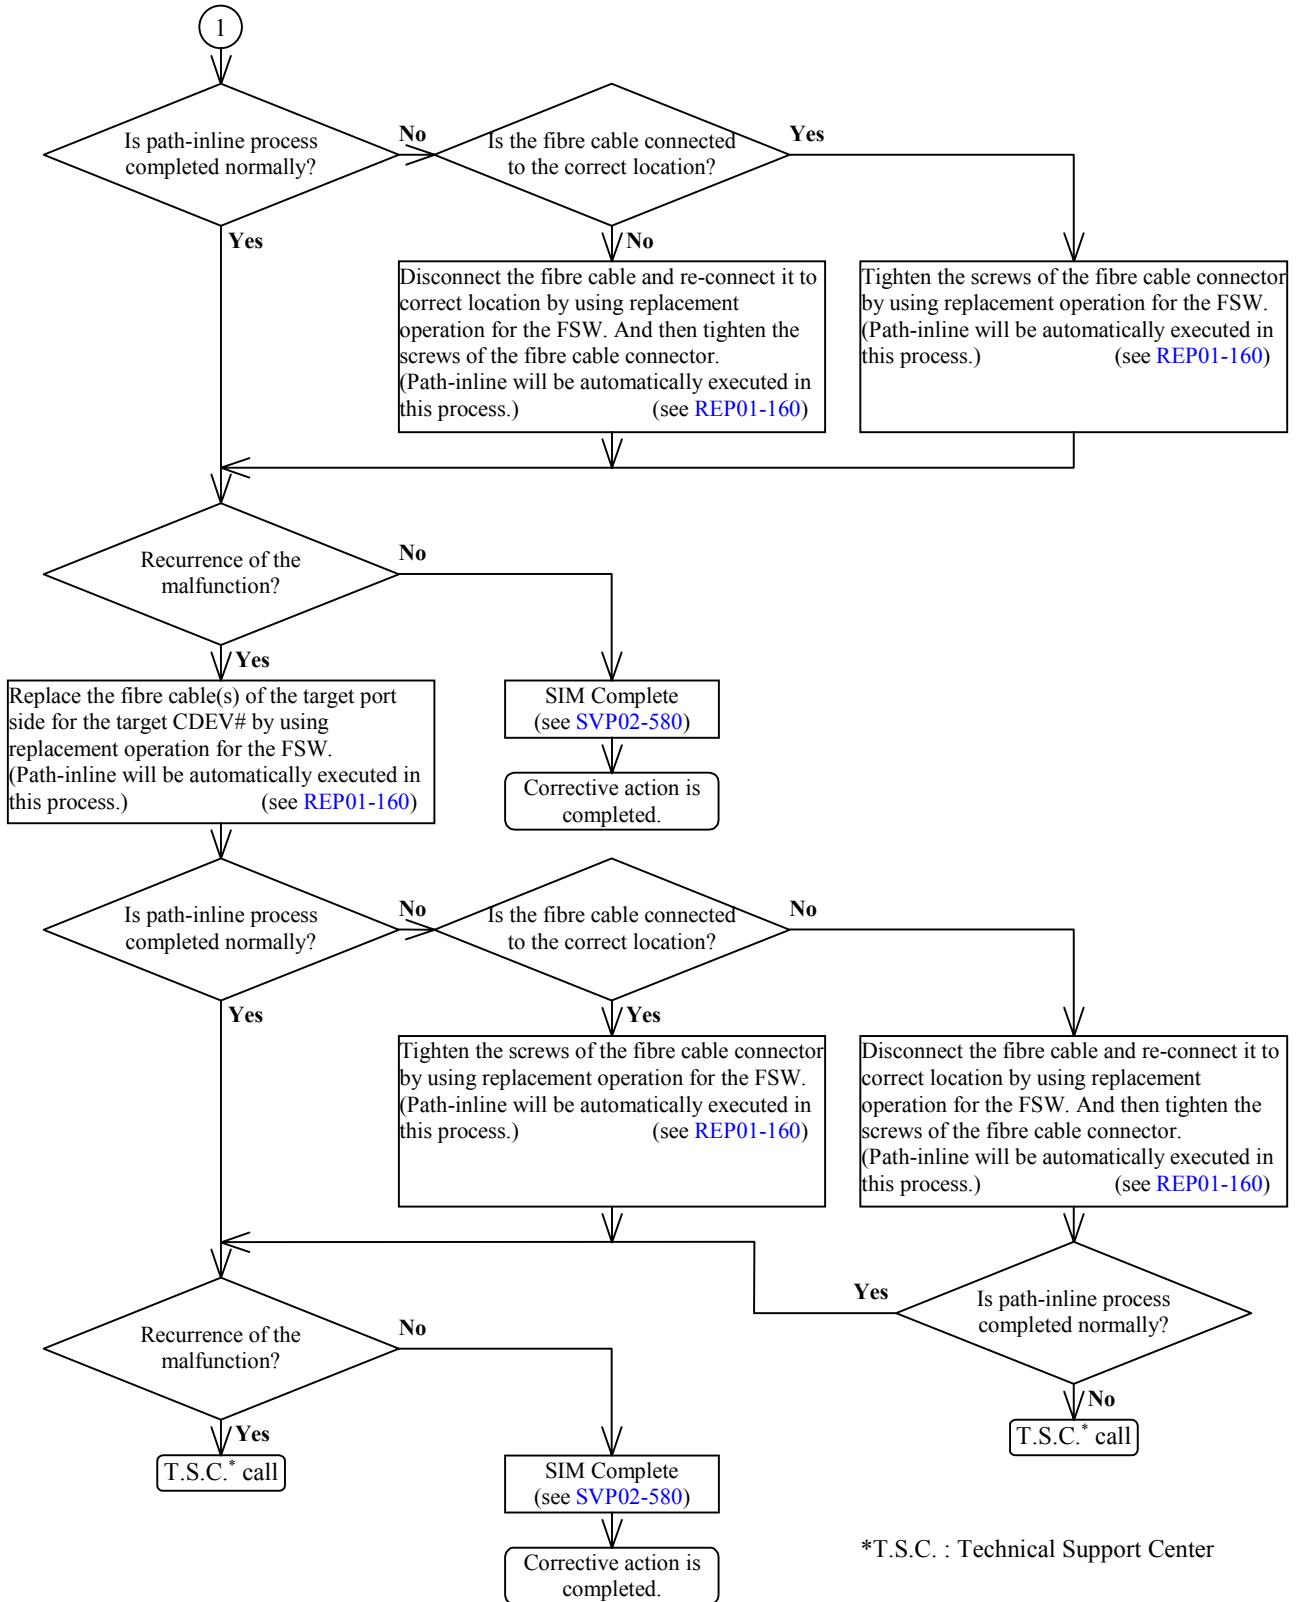 1
Is path-inline process
completed normally?
No
Is the fibre cable connected
to the correct location?
Yes
Yes
No
Disconnect the fibre cable and re-connect it to
correct location by using replacement
operation for the FSW. And then tighten the
screws of the fibre cable connector.
(Path-inline will be automatically executed in
this process.) (see REP01-160)
Tighten the screws of the fibre cable connector
by using replacement operation for the FSW.
(Path-inline will be automatically executed in
this process.) (see REP01-160)
Recurrence of the
malfunction?
No
Yes
Replace the fibre cable(s) of the target port
side for the target CDEV# by using
replacement operation for the FSW.
(Path-inline will be automatically executed in
this process.) (see REP01-160)
SIM Complete
(see SVP02-580)
Corrective action is
completed.
Is path-inline process
completed normally?
No
Is the fibre cable connected
to the correct location?
No
Yes
Yes
Tighten the screws of the fibre cable connector
by using replacement operation for the FSW.
(Path-inline will be automatically executed in
this process.) (see REP01-160)
Disconnect the fibre cable and re-connect it to
correct location by using replacement
operation for the FSW. And then tighten the
screws of the fibre cable connector.
(Path-inline will be automatically executed in
this process.) (see REP01-160)
Yes
Is path-inline process
completed normally?
No
T.S.C.* call
Recurrence of the
malfunction?
No
Yes
T.S.C.* call
SIM Complete
(see SVP02-580)
Corrective action is
completed.
*T.S.C. : Technical Support Center